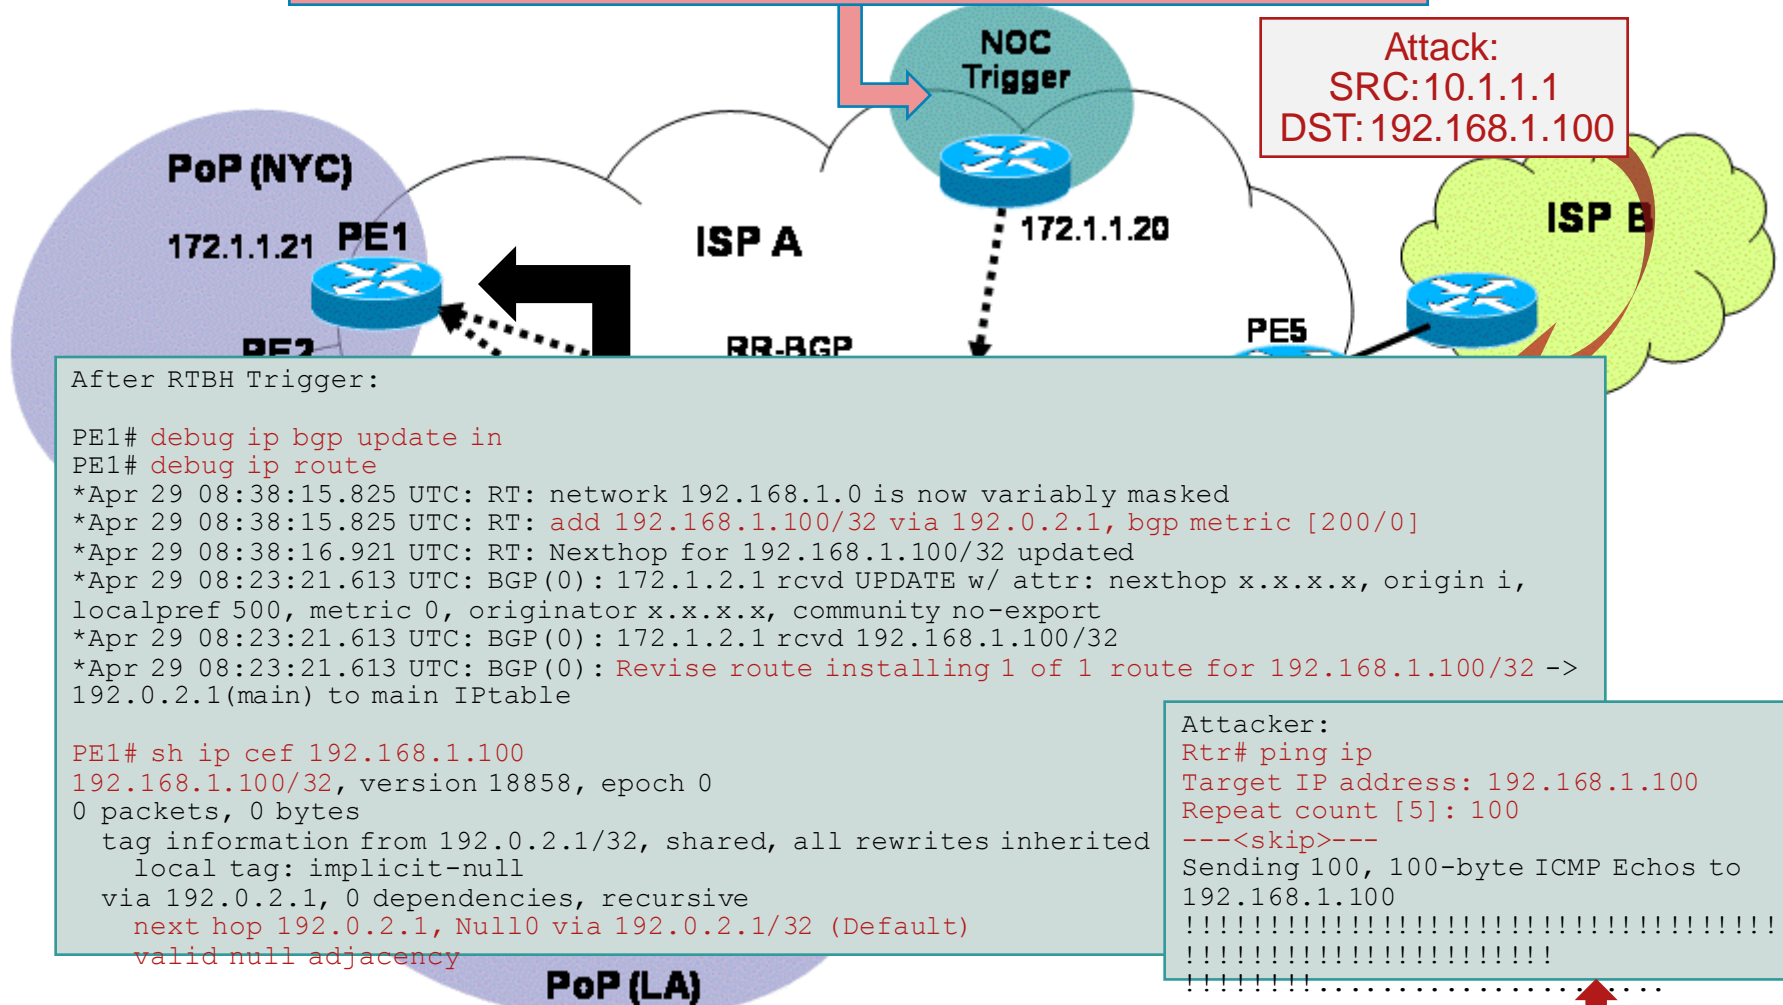 NOC
Trigger
Attack:
SRC:10.1.1.1
DST:192.168.1.100
PoP (NYC)
172.1.1.21 PE1
ISP A
172.1.1.20
ISP B
PE2
RR-BGP
PE5
After RTBH Trigger:
PE1# debug ip bgp update in
PE1# debug ip route
*Apr 29 08:38:15.825 UTC: RT: network 192.168.1.0 is now variably masked
*Apr 29 08:38:15.825 UTC: RT: add 192.168.1.100/32 via 192.0.2.1, bgp metric [200/0]
*Apr 29 08:38:16.921 UTC: RT: Nexthop for 192.168.1.100/32 updated
*Apr 29 08:23:21.613 UTC: BGP(0): 172.1.2.1 rcvd UPDATE w/ attr: nexthop x.x.x.x, origin i,
localpref 500, metric 0, originator x.x.x.x, community no-export
*Apr 29 08:23:21.613 UTC: BGP(0): 172.1.2.1 rcvd 192.168.1.100/32
*Apr 29 08:23:21.613 UTC: BGP(0): Revise route installing 1 of 1 route for 192.168.1.100/32 ->
192.0.2.1(main) to main IPtable
PE1# sh ip cef 192.168.1.100
192.168.1.100/32, version 18858, epoch 0
0 packets, 0 bytes
tag information from 192.0.2.1/32, shared, all rewrites inherited
local tag: implicit-null
via 192.0.2.1, 0 dependencies, recursive
next hop 192.0.2.1, Null0 via 192.0.2.1/32 (Default)
valid null adjacency
Attacker:
Rtr# ping ip
Target IP address: 192.168.1.100
Repeat count [5]: 100
---<skip>---
Sending 100, 100-byte ICMP Echos to
192.168.1.100
!!!!!!!!!!!!!!!!!!!!!!!!!!!!!!!!!!!!!
!!!!!!!!!!!!!!!!!!!!!!!
!!!!!!!!......................
PoP (LA)